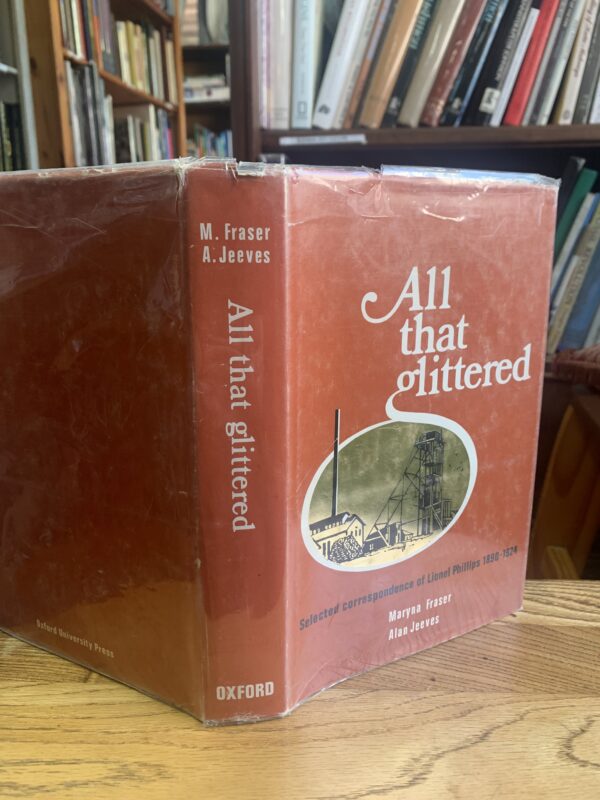 M. Fraser
A. Jeeves
All that glittered
OXFORD
All
that
glittered
Selected correspondence of Lionel Phillips 1890-1924
Maryna Fraser
Alan Jeeves
Oxford University Press